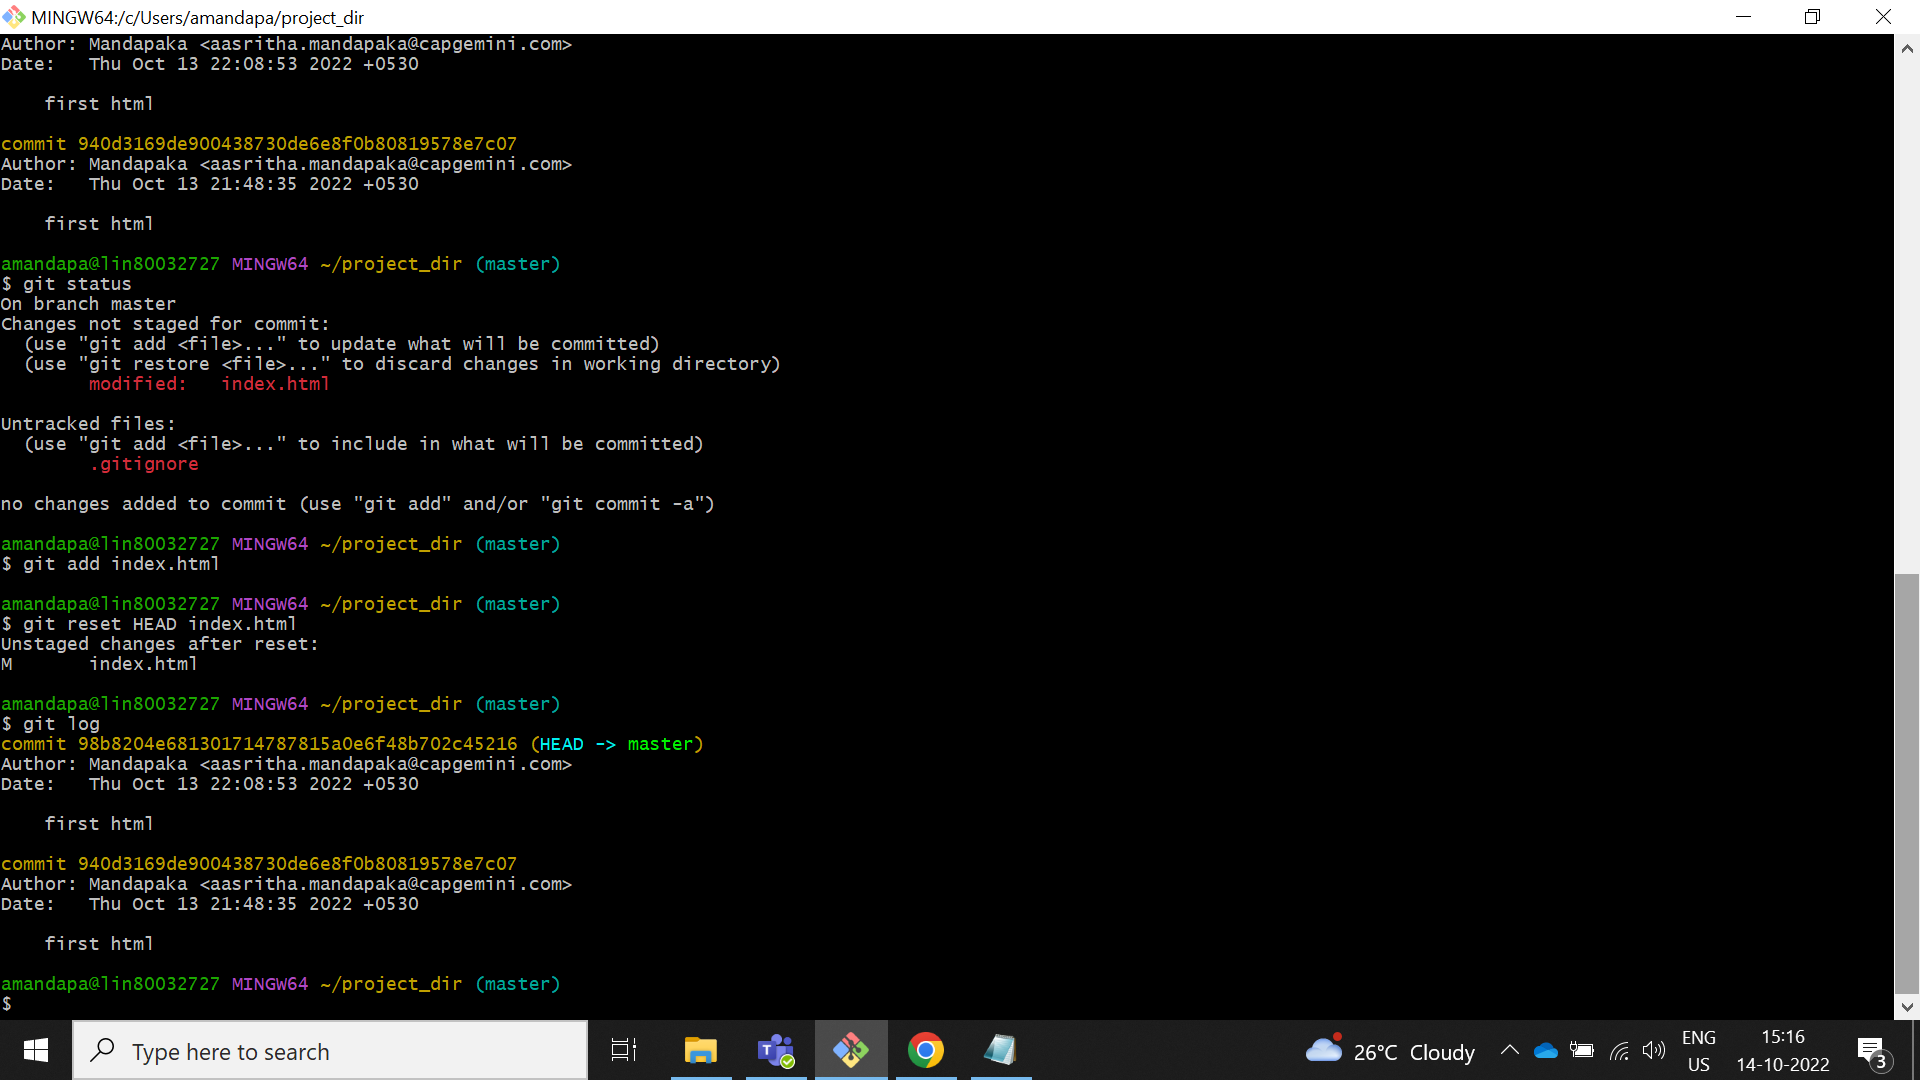 MINGW64:/c/Users/amandapa/project_dir
Author: Mandapaka <aasritha.mandapaka@capgemini.com>
Date:   Thu Oct 13 22:08:53 2022 +0530
    first html
commit 940d3169de900438730de6e8f0b80819578e7c07
Author: Mandapaka <aasritha.mandapaka@capgemini.com>
Date:   Thu Oct 13 21:48:35 2022 +0530
    first html
amandapa@lin80032727 MINGW64 ~/project_dir (master)
$ git status
On branch master
Changes not staged for commit:
  (use "git add <file>..." to update what will be committed)
  (use "git restore <file>..." to discard changes in working directory)
        modified:   index.html
Untracked files:
  (use "git add <file>..." to include in what will be committed)
        .gitignore
no changes added to commit (use "git add" and/or "git commit -a")
amandapa@lin80032727 MINGW64 ~/project_dir (master)
$ git add index.html
amandapa@lin80032727 MINGW64 ~/project_dir (master)
$ git reset HEAD index.html
Unstaged changes after reset:
M       index.html
amandapa@lin80032727 MINGW64 ~/project_dir (master)
$ git log
commit 98b8204e681301714787815a0e6f48b702c45216 (HEAD -> master)
Author: Mandapaka <aasritha.mandapaka@capgemini.com>
Date:   Thu Oct 13 22:08:53 2022 +0530
    first html
commit 940d3169de900438730de6e8f0b80819578e7c07
Author: Mandapaka <aasritha.mandapaka@capgemini.com>
Date:   Thu Oct 13 21:48:35 2022 +0530
    first html
amandapa@lin80032727 MINGW64 ~/project_dir (master)
$
Type here to search
26°C Cloudy
ENG
US
15:16
14-10-2022
3